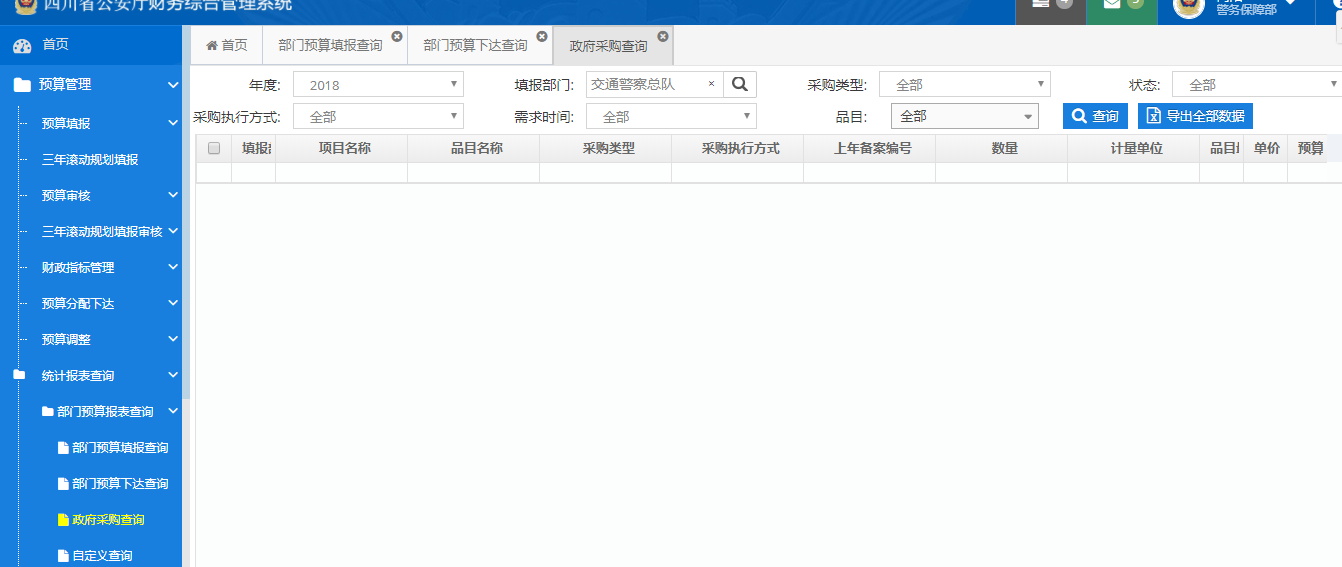 四川省公安厅财务综合管理系统
4
5
警务保障部
首页
预算管理
预算填报
三年滚动规划填报
预算审核
三年滚动规划填报审核
财政指标管理
预算分配下达
预算调整
统计报表查询
部门预算报表查询
部门预算填报查询
部门预算下达查询
政府采购查询
自定义查询
首页 部门预算填报查询 部门预算下达查询 政府采购查询
年度: 2018 填报部门: 交通警察总队 × 采购类型: 全部 状态: 全部
采购执行方式: 全部 需求时间: 全部 品目: 全部 查询 导出全部数据
填报 项目名称 品目名称 采购类型 采购执行方式 上年备案编号 数量 计量单位 品目 单价 预算